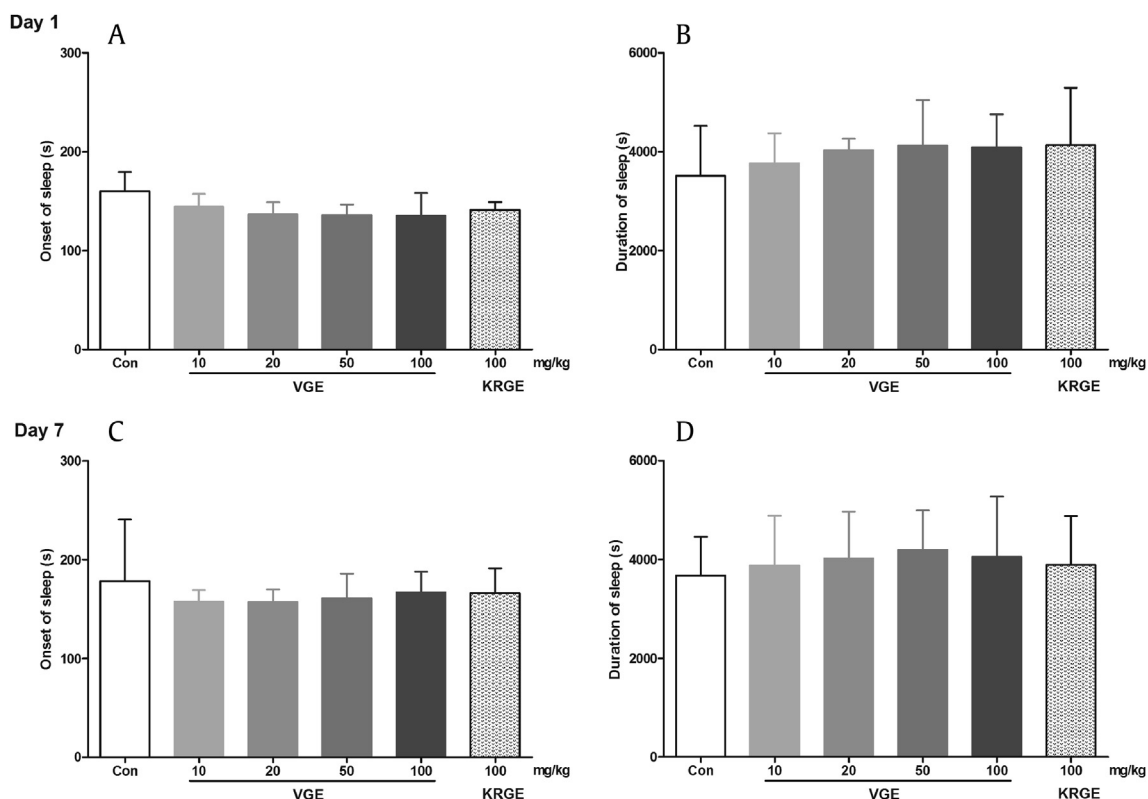 Day 1
A
Onset of sleep (s)
300
200
100
0
Con 10 20 50 100 100 mg/kg
VGE KRGE
B
Duration of sleep (s)
6000
4000
2000
0
Con 10 20 50 100 100 mg/kg
VGE KRGE
Day 7
C
Onset of sleep (s)
300
200
100
0
Con 10 20 50 100 100 mg/kg
VGE KRGE
D
Duration of sleep (s)
6000
4000
2000
0
Con 10 20 50 100 100 mg/kg
VGE KRGE